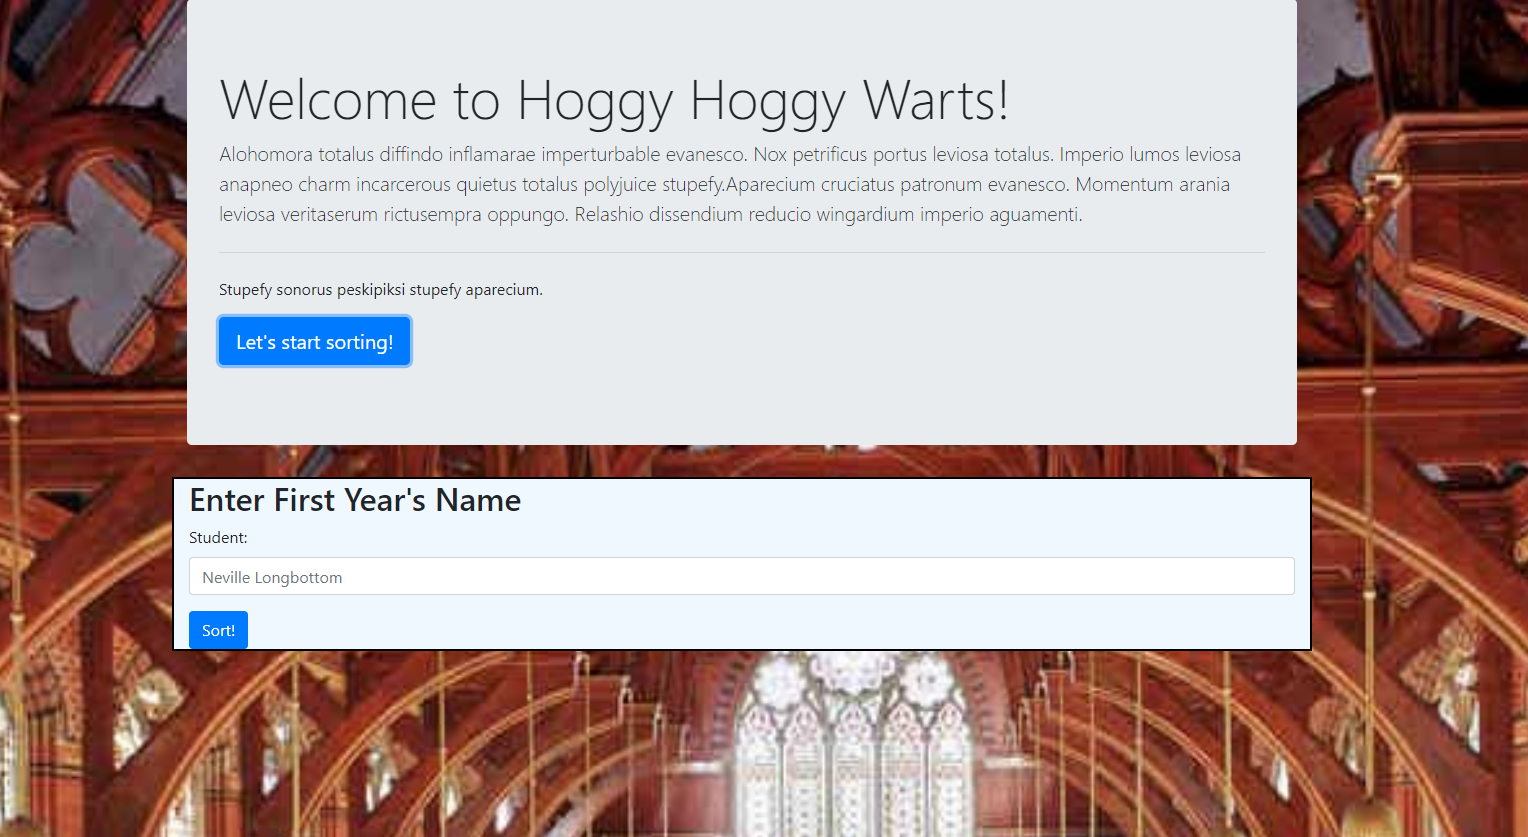 Welcome to Hoggy Hoggy Warts!
Alohomora totalus diffindo inflamarae imperturbable evanesco. Nox petrificus portus leviosa totalus. Imperio lumos leviosa
anapneo charm incarcerous quietus totalus polyjuice stupefy.Aparecium cruciatus patronum evanesco. Momentum arania
leviosa veritaserum rictusempra oppungo. Relashio dissendium reducio wingardium imperio aguamenti.
Stupefy sonorus peskipiksi stupefy aparecium.
Let's start sorting!
Enter First Year's Name
Student:
Neville Longbottom
Sort!